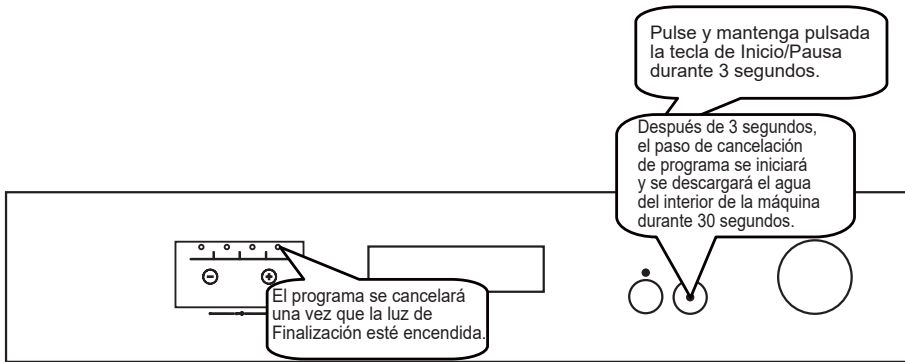 Pulse y mantenga pulsada
la tecla de Inicio/Pausa
durante 3 segundos.
Después de 3 segundos,
el paso de cancelación
de programa se iniciará
y se descargará el agua
del interior de la máquina
durante 30 segundos.
El programa se cancelará
una vez que la luz de
Finalización esté encendida.